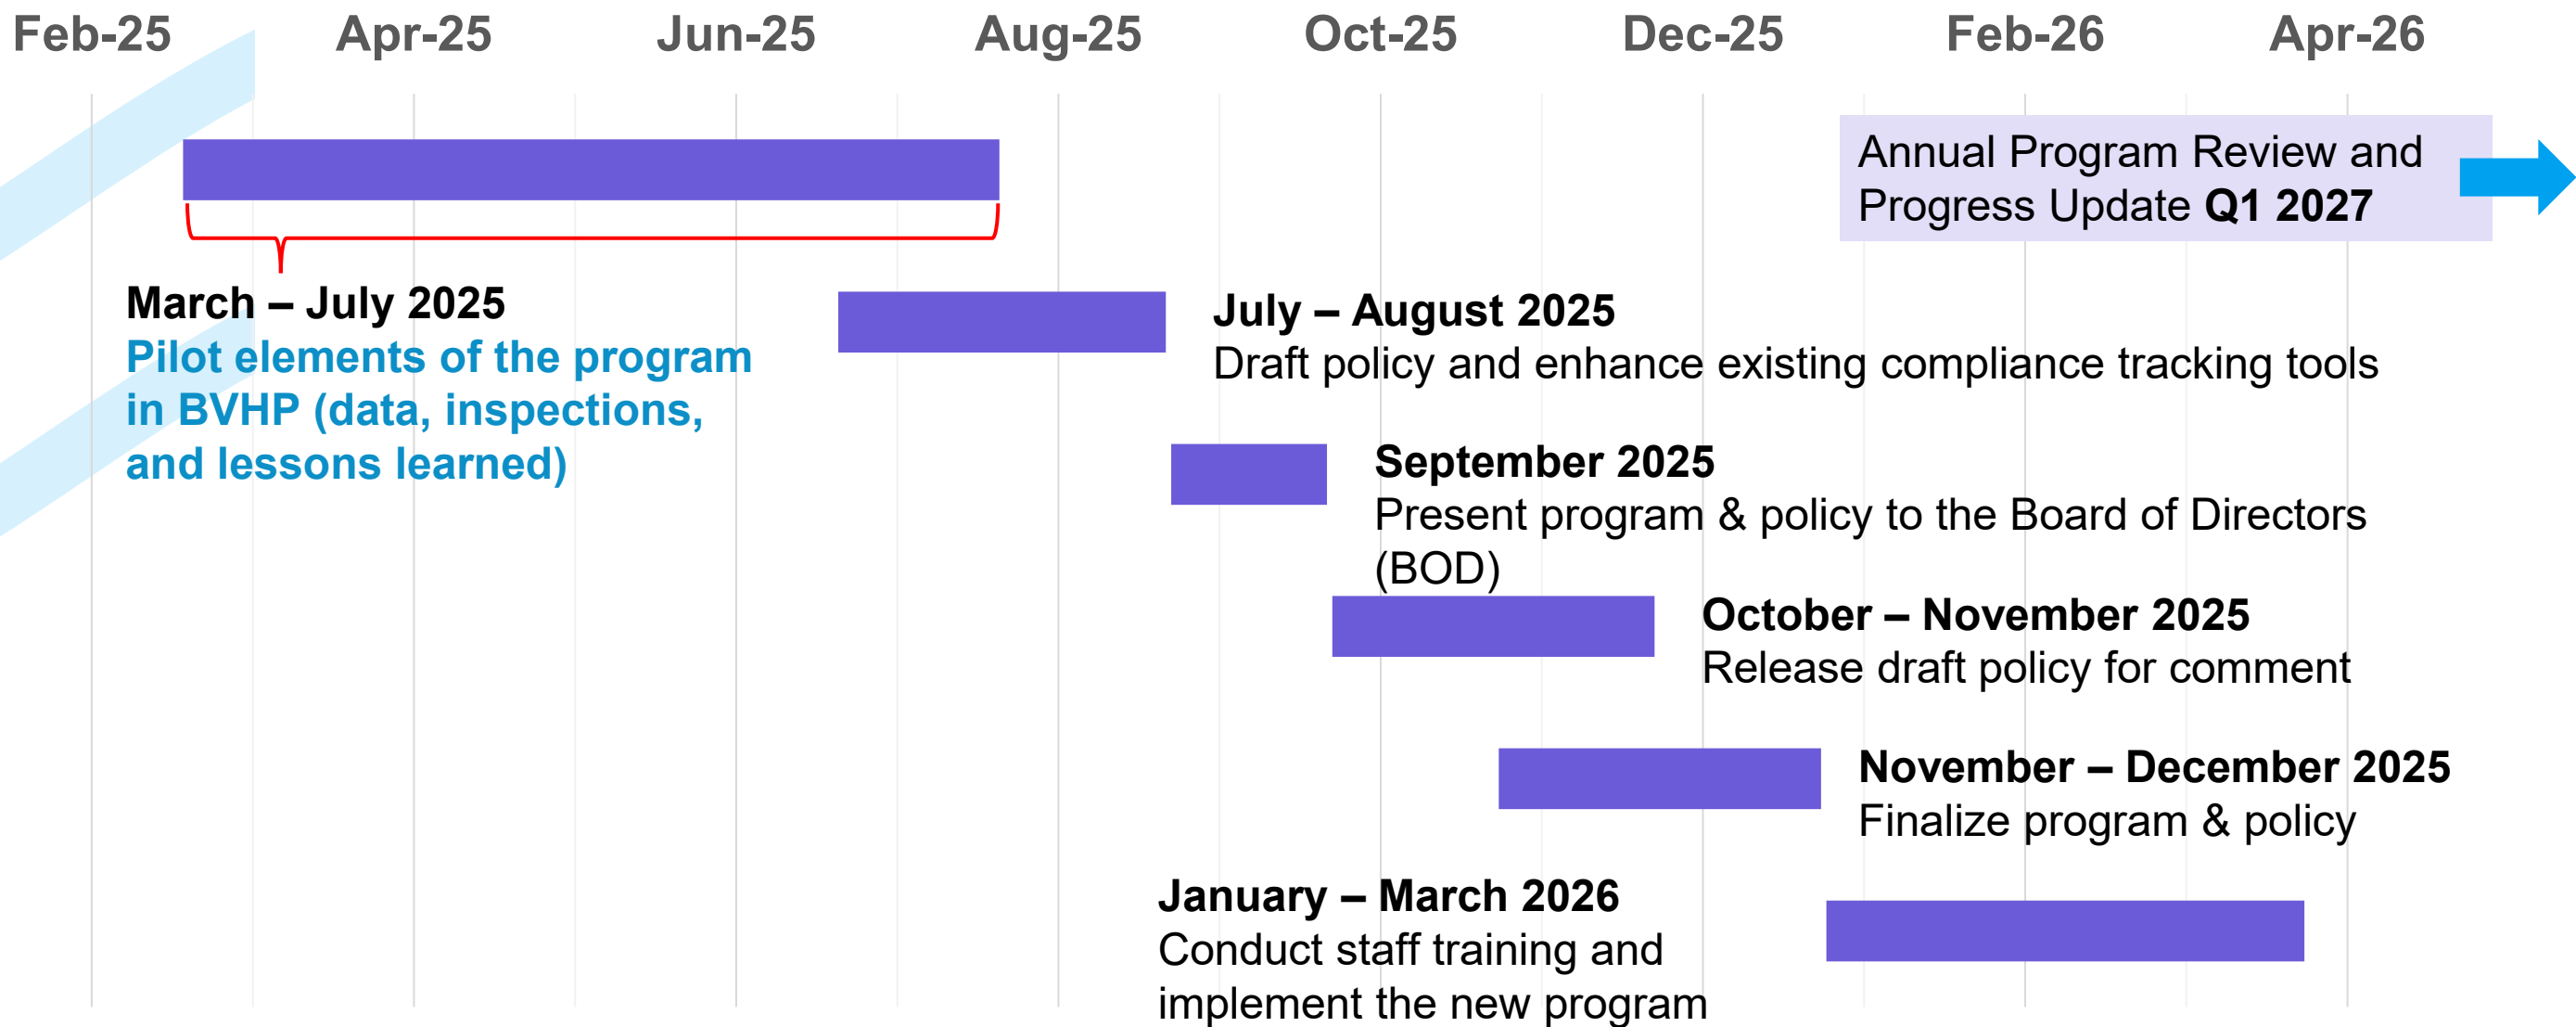 Feb-25 Apr-25 Jun-25 Aug-25 Oct-25 Dec-25 Feb-26 Apr-26
Annual Program Review and
Progress Update Q1 2027
March – July 2025
Pilot elements of the program
in BVHP (data, inspections,
and lessons learned)
July – August 2025
Draft policy and enhance existing compliance tracking tools
September 2025
Present program & policy to the Board of Directors
(BOD)
October – November 2025
Release draft policy for comment
November – December 2025
Finalize program & policy
January – March 2026
Conduct staff training and
implement the new program